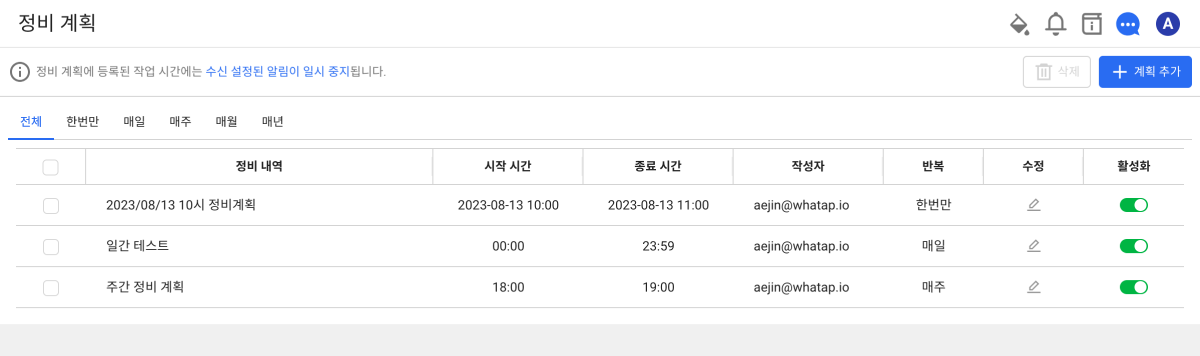 정비 계획
A
정비 계획에 등록된 작업 시간에는 수신 설정된 알림이 일시 중지됩니다.
삭제
계획 추가
전체 한번만 매일 매주 매월 매년
정비 내역 시작 시간 종료 시간 작성자 반복 수정 활성화
2023/08/13 10시 정비계획 2023-08-13 10:00 2023-08-13 11:00 aejin@whatap.io 한번만
일간 테스트 00:00 23:59 aejin@whatap.io 매일
주간 정비 계획 18:00 19:00 aejin@whatap.io 매주